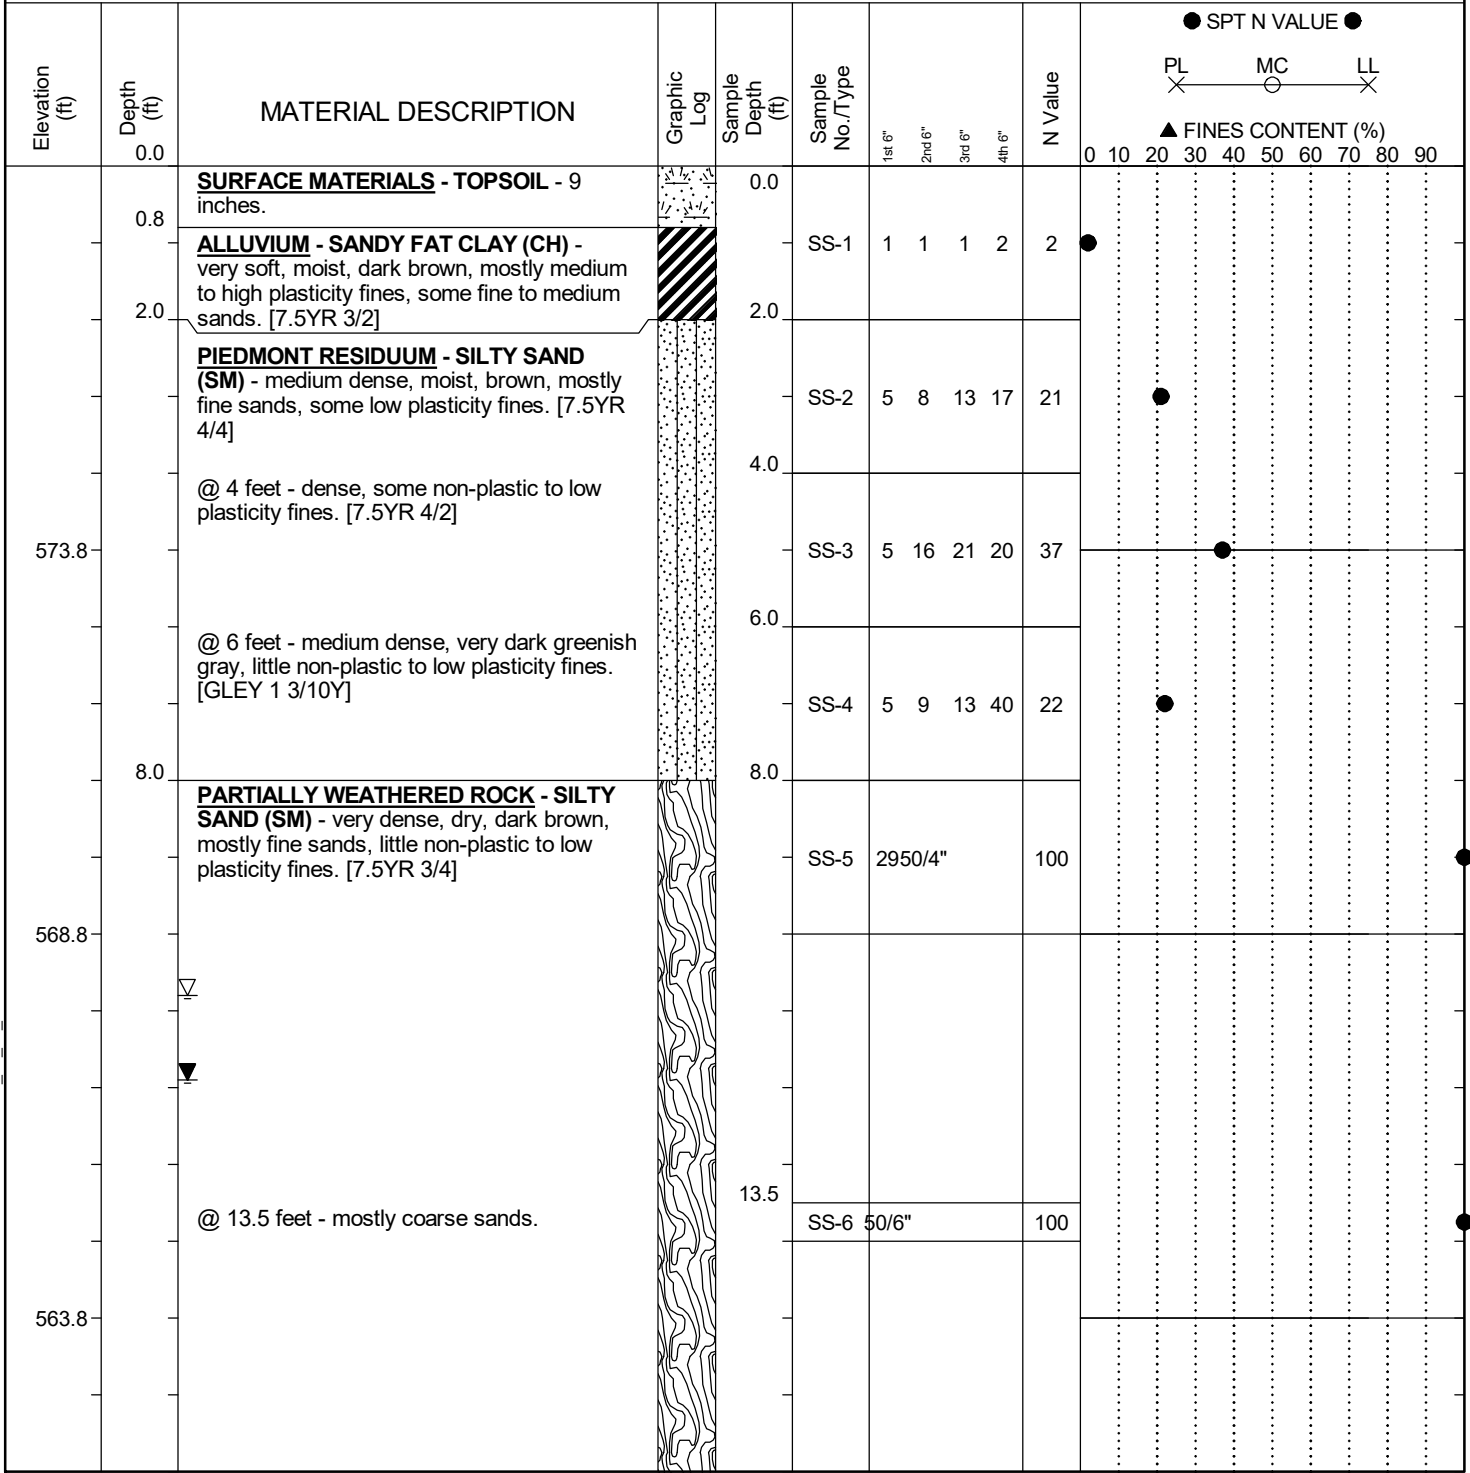 ● SPT N VALUE ●
PL MC LL
▲ FINES CONTENT (%)
0 10 20 30 40 50 60 70 80 90
Elevation
(ft)
Depth
(ft)
0.0
MATERIAL DESCRIPTION
Graphic
Log
Sample
Depth
(ft)
Sample
No./Type
1st 6"
2nd 6"
3rd 6"
4th 6"
N Value
SURFACE MATERIALS - TOPSOIL - 9
inches.
0.0
0.8
ALLUVIUM - SANDY FAT CLAY (CH) -
very soft, moist, dark brown, mostly medium
to high plasticity fines, some fine to medium
sands. [7.5YR 3/2]
SS-1 1 1 1 2 2
2.0
2.0
PIEDMONT RESIDUUM - SILTY SAND
(SM) - medium dense, moist, brown, mostly
fine sands, some low plasticity fines. [7.5YR
4/4]
SS-2 5 8 13 17 21
4.0
@ 4 feet - dense, some non-plastic to low
plasticity fines. [7.5YR 4/2]
573.8
SS-3 5 16 21 20 37
6.0
@ 6 feet - medium dense, very dark greenish
gray, little non-plastic to low plasticity fines.
[GLEY 1 3/10Y]
SS-4 5 9 13 40 22
8.0
8.0
PARTIALLY WEATHERED ROCK - SILTY
SAND (SM) - very dense, dry, dark brown,
mostly fine sands, little non-plastic to low
plasticity fines. [7.5YR 3/4]
SS-5 2950/4" 100
568.8
13.5
@ 13.5 feet - mostly coarse sands.
SS-6 50/6" 100
563.8